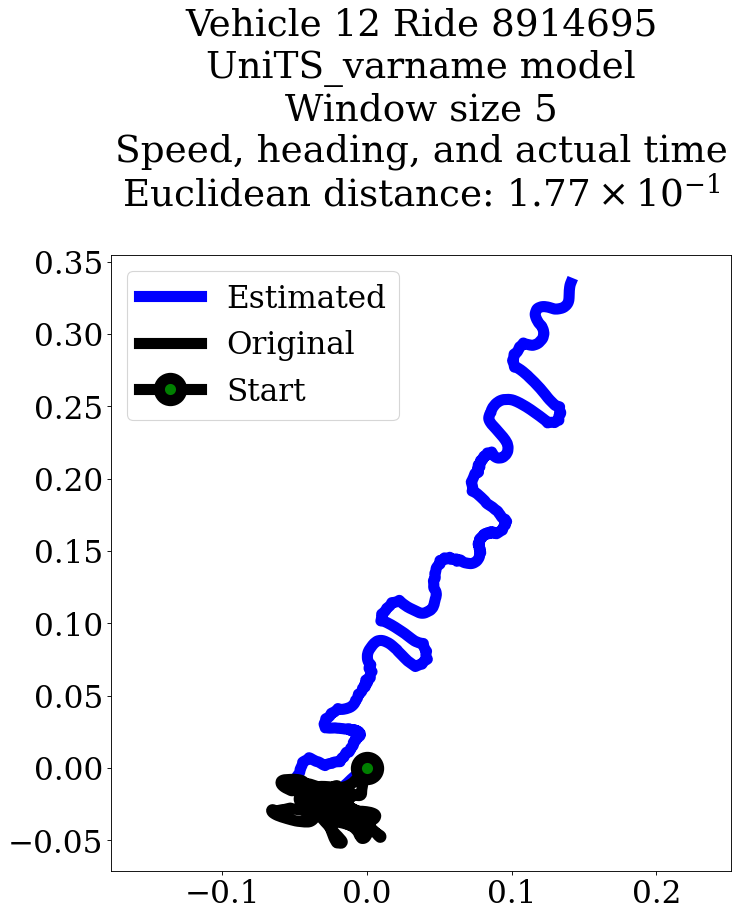 Vehicle 12 Ride 8914695
UniTS_varname model
Window size 5
Speed, heading, and actual time
Euclidean distance: 1.77 × 10⁻¹
0.35
0.30
0.25
0.20
0.15
0.10
0.05
0.00
−0.05
Estimated
Original
Start
−0.1
0.0
0.1
0.2